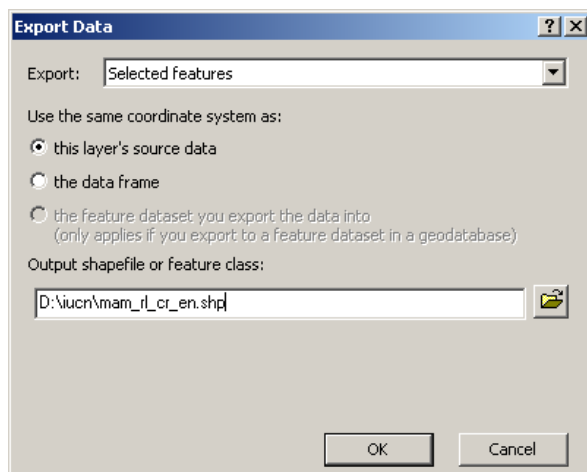 Export Data
Export: Selected features
Use the same coordinate system as:
this layer's source data
the data frame
the feature dataset you export the data into
(only applies if you export to a feature dataset in a geodatabase)
Output shapefile or feature class:
D:\iucn\mam_rl_cr_en.shp
OK Cancel